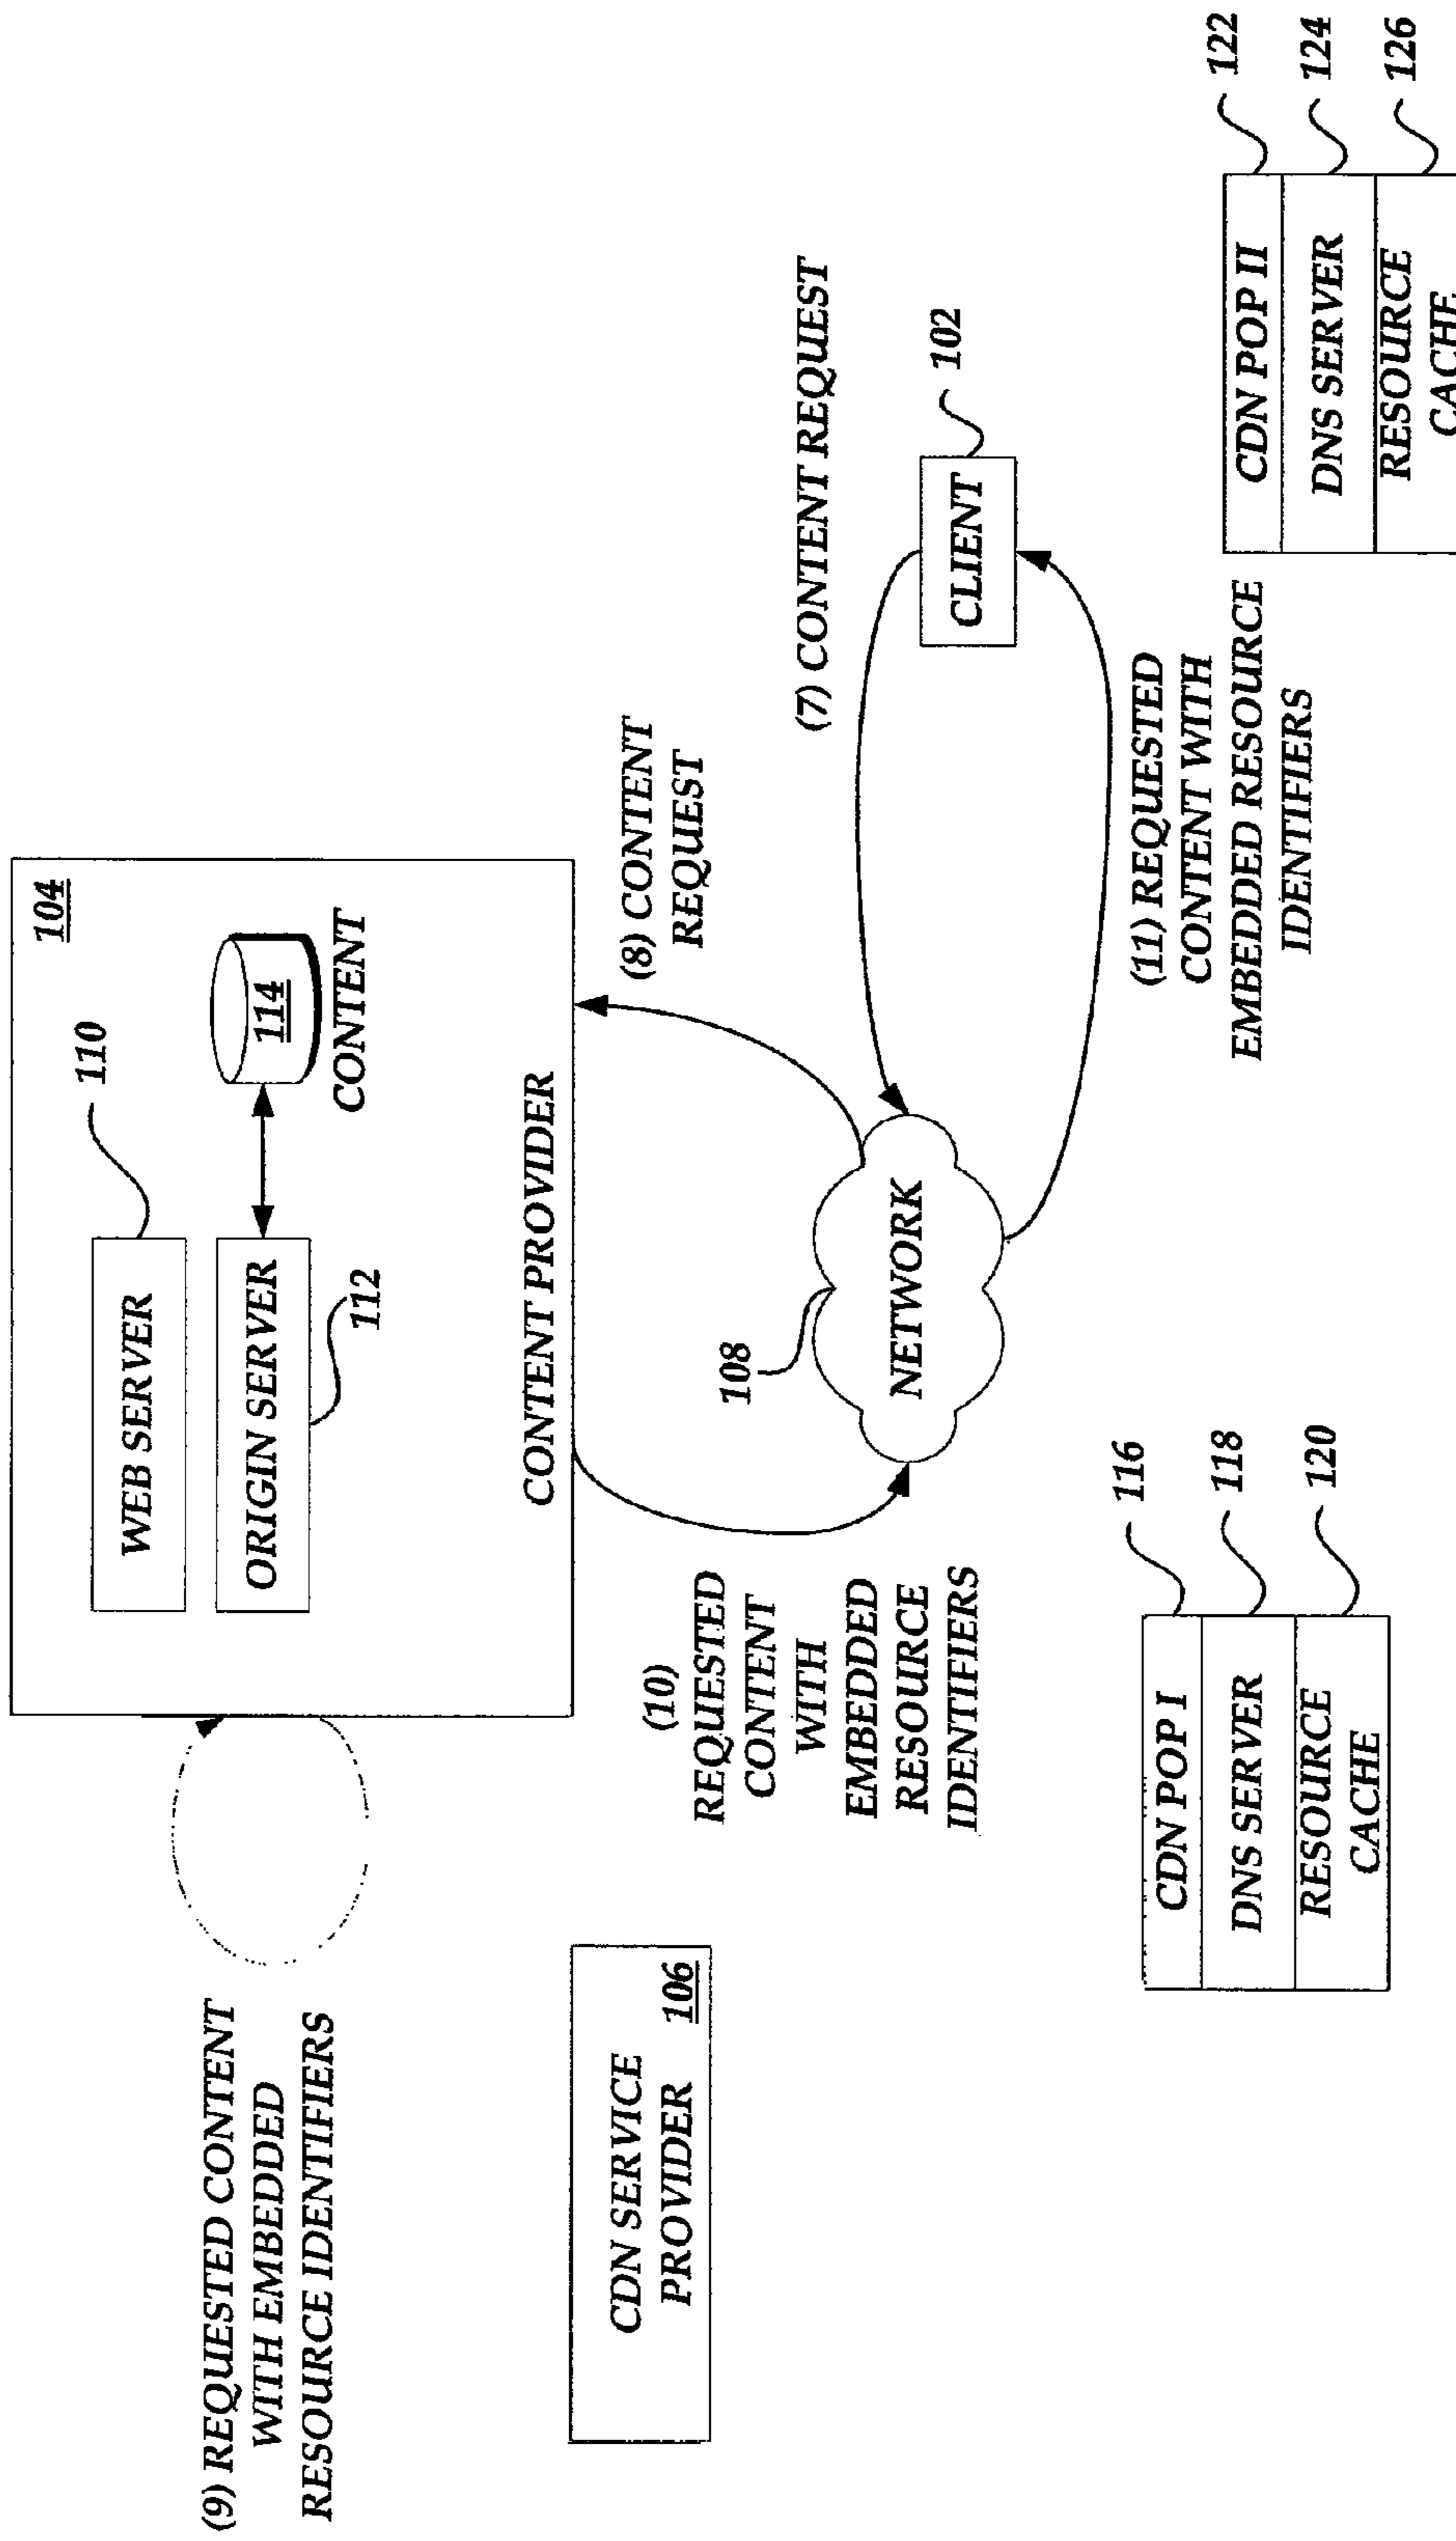 (9) REQUESTED CONTENT
WITH EMBEDDED
RESOURCE IDENTIFIERS
104
WEB SERVER
110
ORIGIN SERVER
112
114
CONTENT
CONTENT PROVIDER
CDN SERVICE
PROVIDER
106
(10)
REQUESTED
CONTENT
WITH
EMBEDDED
RESOURCE
IDENTIFIERS
(8) CONTENT
REQUEST
108
NETWORK
(7) CONTENT REQUEST
CLIENT
102
(11) REQUESTED
CONTENT WITH
EMBEDDED RESOURCE
IDENTIFIERS
CDN POP I
116
DNS SERVER
118
RESOURCE
CACHE
120
CDN POP II
122
DNS SERVER
124
RESOURCE
CACHE
126